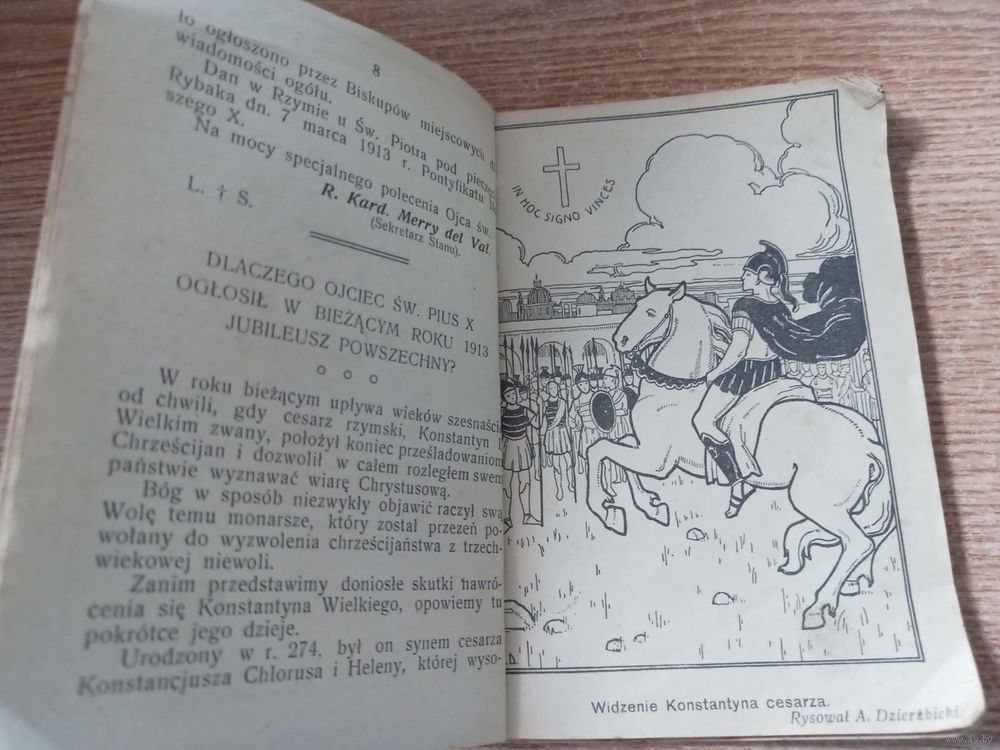 8
ło ogłoszono przez Biskupów miejscowych d
wiadomości ogółu.
Dan w Rzymie u Św. Piotra pod
Rybaka dn. 7 marca 1913 r. Pontyfikatu
szego X.
Na mocy specjalnego polecenia Ojca św.
L. † S.
R. Kard. Merry del Val.
(Sekretarz Stanu).
DLACZEGO OJCIEC ŚW. PIUS X
OGŁOSIŁ W BIEŻĄCYM ROKU 1913
JUBILEUSZ POWSZECHNY?
W roku bieżącym upływa wieków szesnaście
od chwili, gdy cesarz rzymski, Konstantyn I
Wielkim zwany, położył koniec prześladowaniom
Chrześcijan i dozwolił w całem rozległem swem
państwie wyznawać wiarę Chrystusową.
Bóg w sposób niezwykły objawić raczył swą
Wolę temu monarsze, który został przezeń po-
wołany do wyzwolenia chrześcijaństwa z trzech-
wiekowej niewoli.
Zanim przedstawimy doniosłe skutki nawró-
cenia się Konstantyna Wielkiego, opowiemy tu
pokrótce jego dzieje.
Urodzony w r. 274, był on synem cesarza
Konstancjusza Chlorusa i Heleny, której wyso-
IN HOC SIGNO VINCES
Widzenie Konstantyna cesarza.
Rysował A. Dzierżbicki
www.ay.by